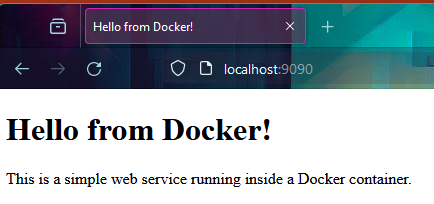 Hello from Docker!
localhost:9090
Hello from Docker!
This is a simple web service running inside a Docker container.